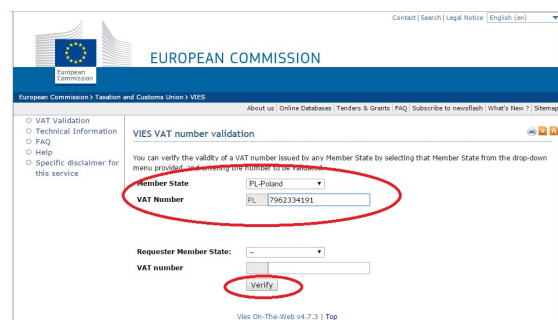 Contact | Search | Legal Notice English (en)
EUROPEAN COMMISSION
European
Commission
European Commission > Taxation and Customs Union > VIES
About us | Online Databases | Tenders & Grants | FAQ | Subscribe to newsflash | What's New ? | Sitemap
VAT Validation
Technical Information
FAQ
Help
Specific disclaimer for
this service
VIES VAT number validation
You can verify the validity of a VAT number issued by any Member State by selecting that Member State from the drop-down
menu provided, and entering the number to be validated.
Member State PL-Poland
VAT Number PL 7962334191
Requester Member State: --
VAT number
Verify
Vies On-The-Web v4.7.3 | Top